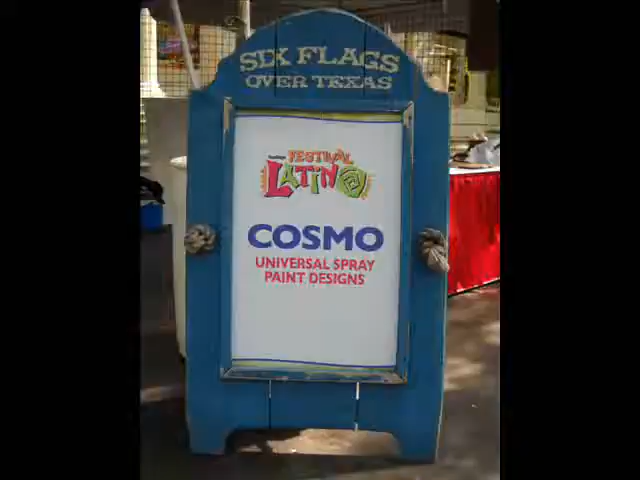 SIX FLAGS
OVER TEXAS
FESTIVAL
LATINO
COSMO
UNIVERSAL SPRAY
PAINT DESIGNS